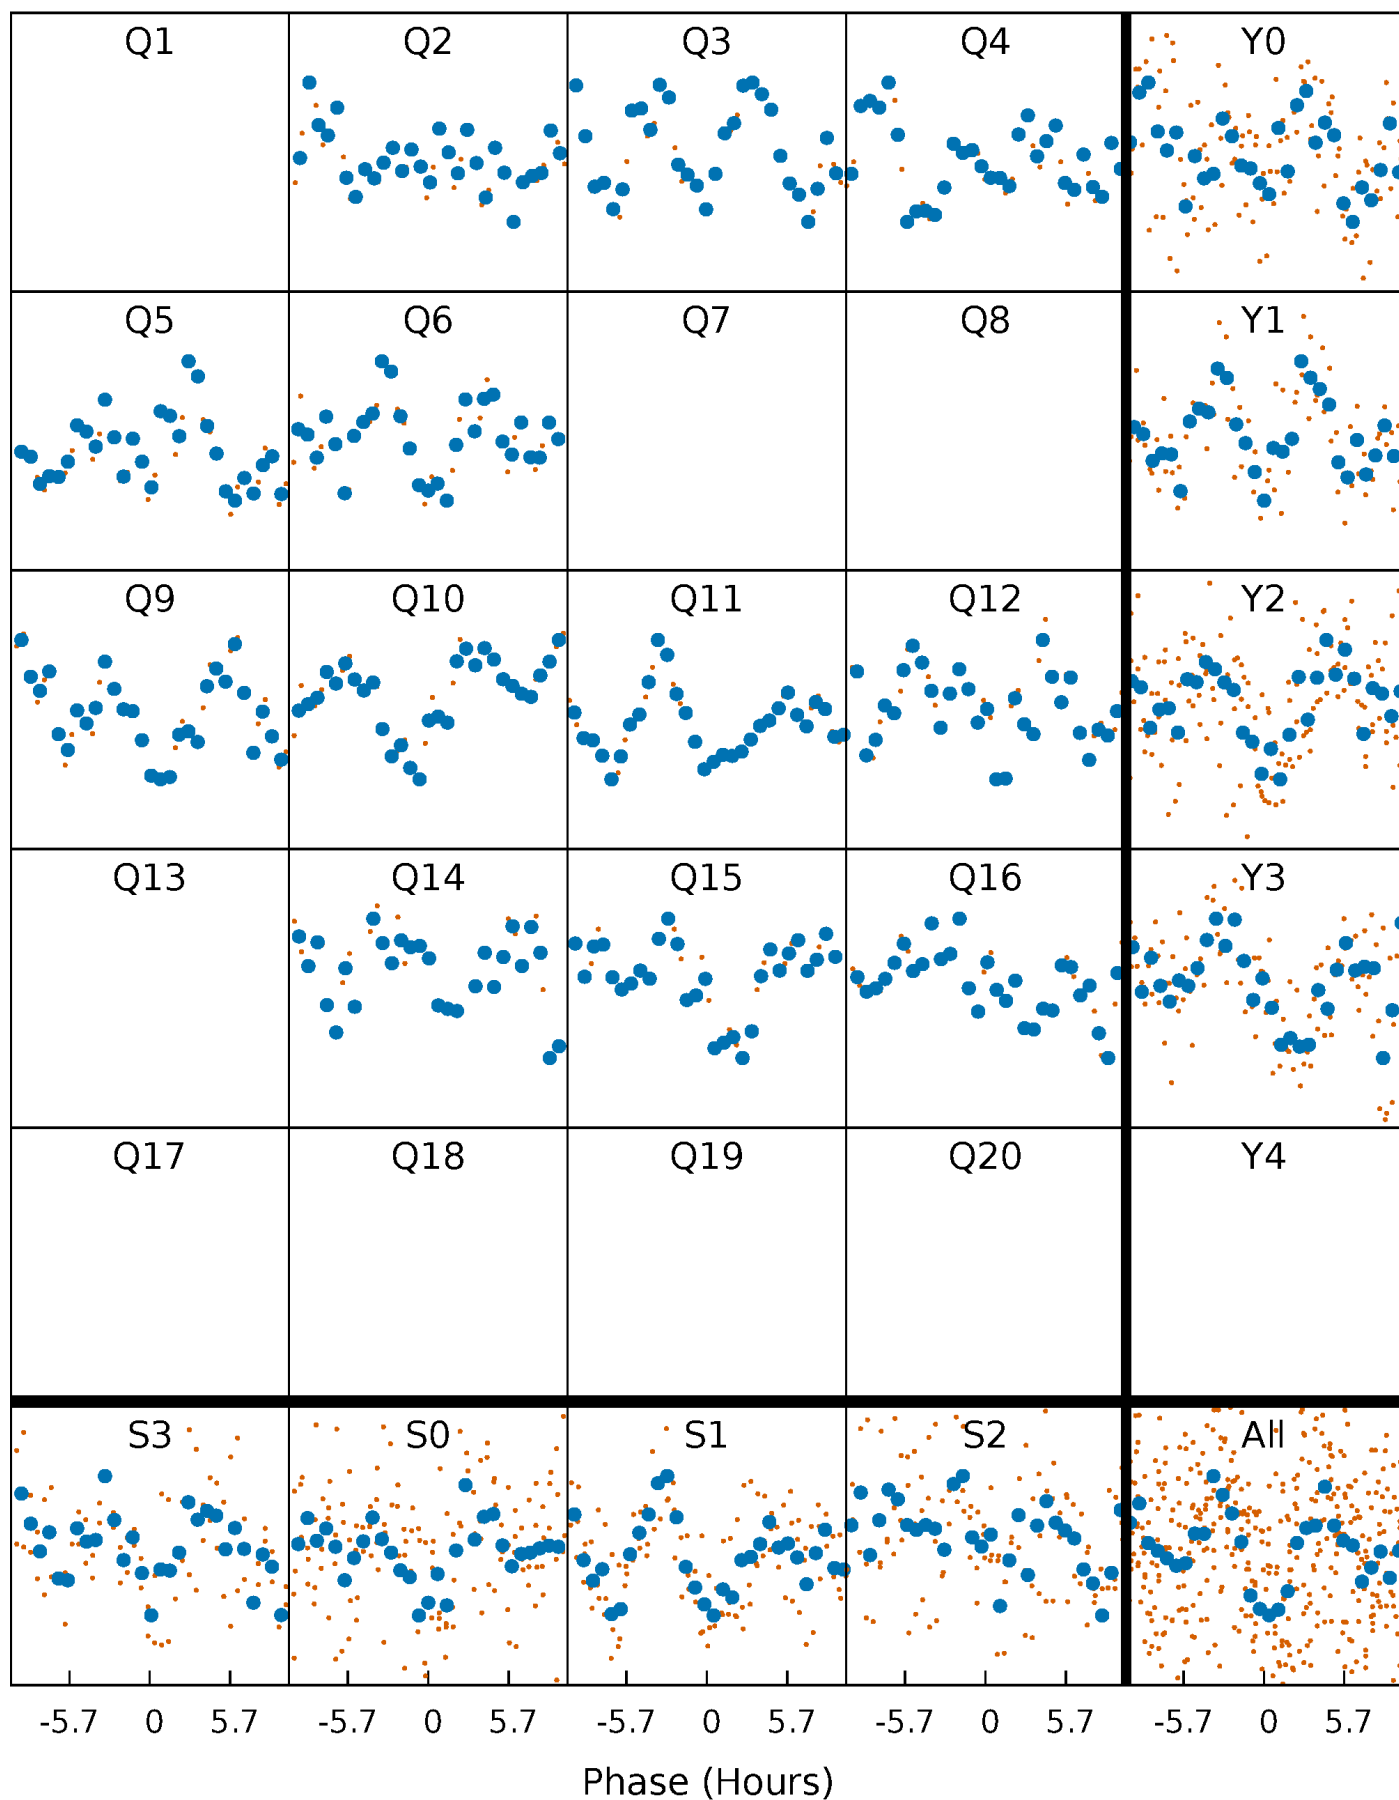 Q1 Q2 Q3 Q4 Y0
Q5 Q6 Q7 Q8 Y1
Q9 Q10 Q11 Q12 Y2
Q13 Q14 Q15 Q16 Y3
Q17 Q18 Q19 Q20 Y4
S3 S0 S1 S2 All
-5.7 0 5.7 -5.7 0 5.7 -5.7 0 5.7 -5.7 0 5.7 -5.7 0 5.7
Phase (Hours)